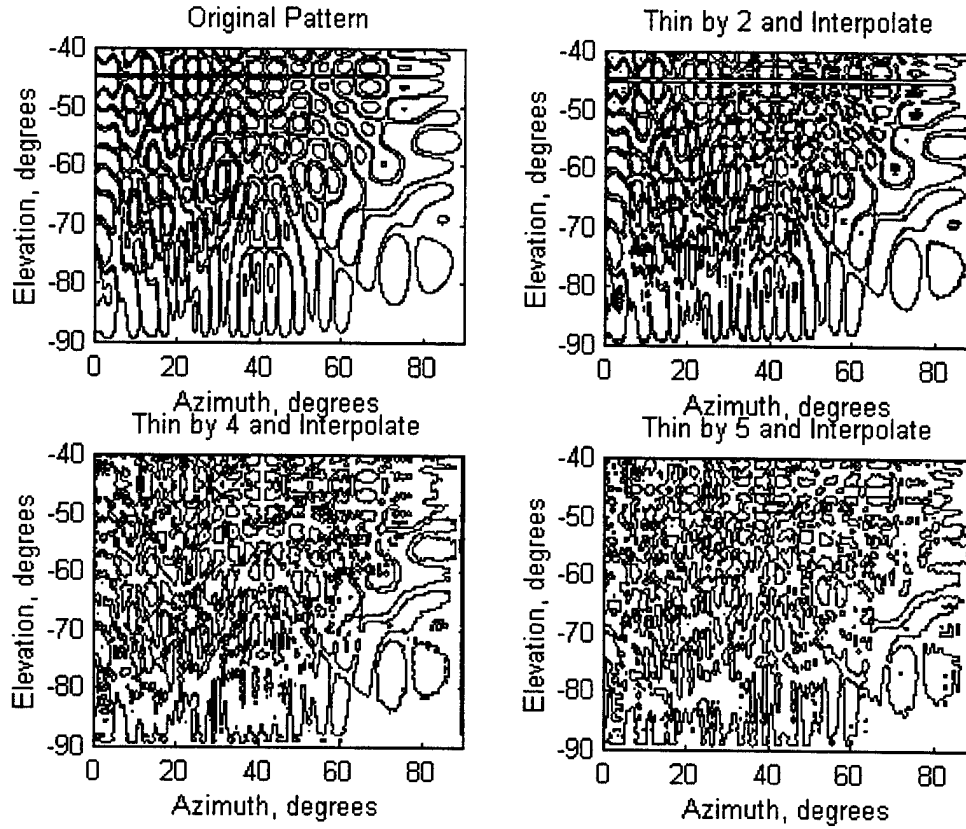 Original Pattern
-40
-50
-60
-70
-80
-90
Elevation, degrees
0 20 40 60 80
Azimuth, degrees
Thin by 2 and Interpolate
-40
-50
-60
-70
-80
-90
Elevation, degrees
0 20 40 60 80
Azimuth, degrees
Thin by 4 and Interpolate
-40
-50
-60
-70
-80
-90
Elevation, degrees
0 20 40 60 80
Azimuth, degrees
Thin by 5 and Interpolate
-40
-50
-60
-70
-80
-90
Elevation, degrees
0 20 40 60 80
Azimuth, degrees